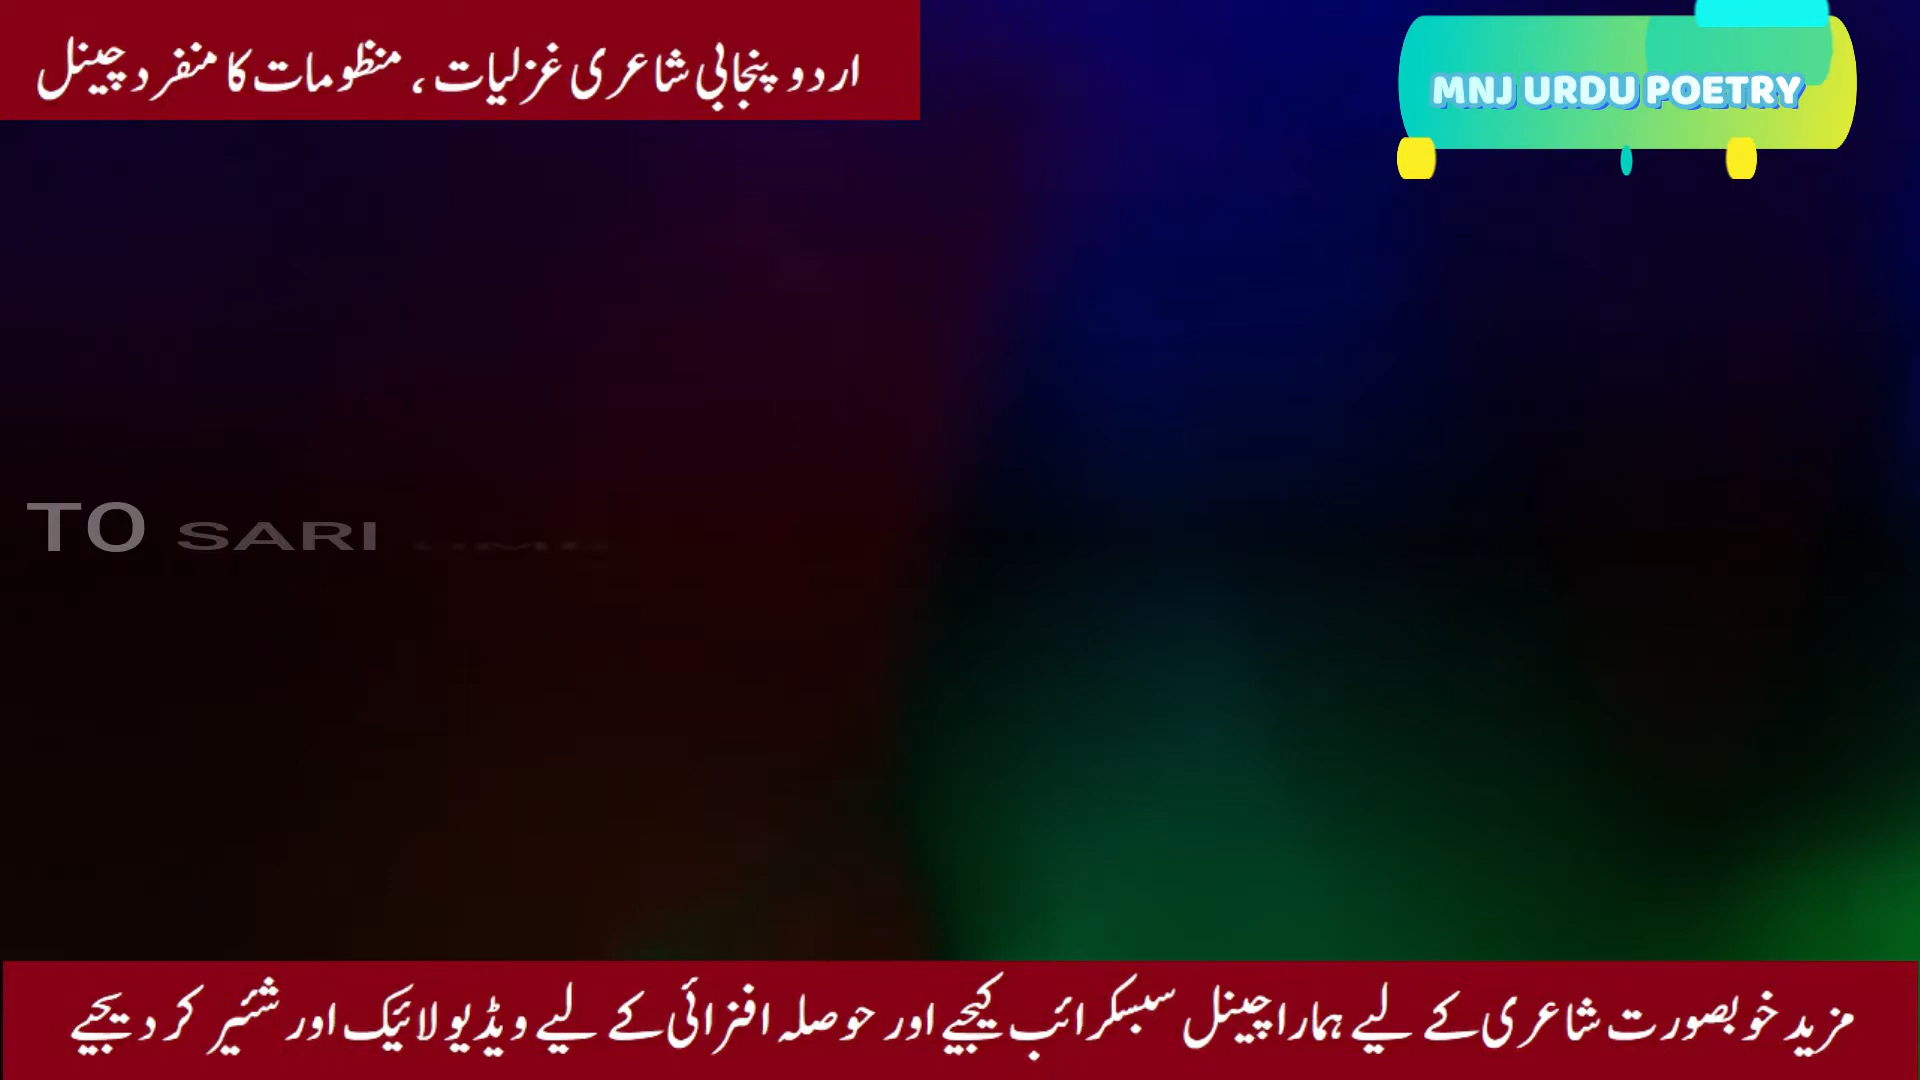 اردو پنجابی شاعری غزلیات ، منظومات کا منفرد چینل
MNJ URDU POETRY
TO SARI
مزید خوبصورت شاعری کے لیے ہمارا چینل سبسکرائب کیجیے اور حوصلہ افزائی کے لیے ویڈیو لائیک اور شئیر کر دیجیے